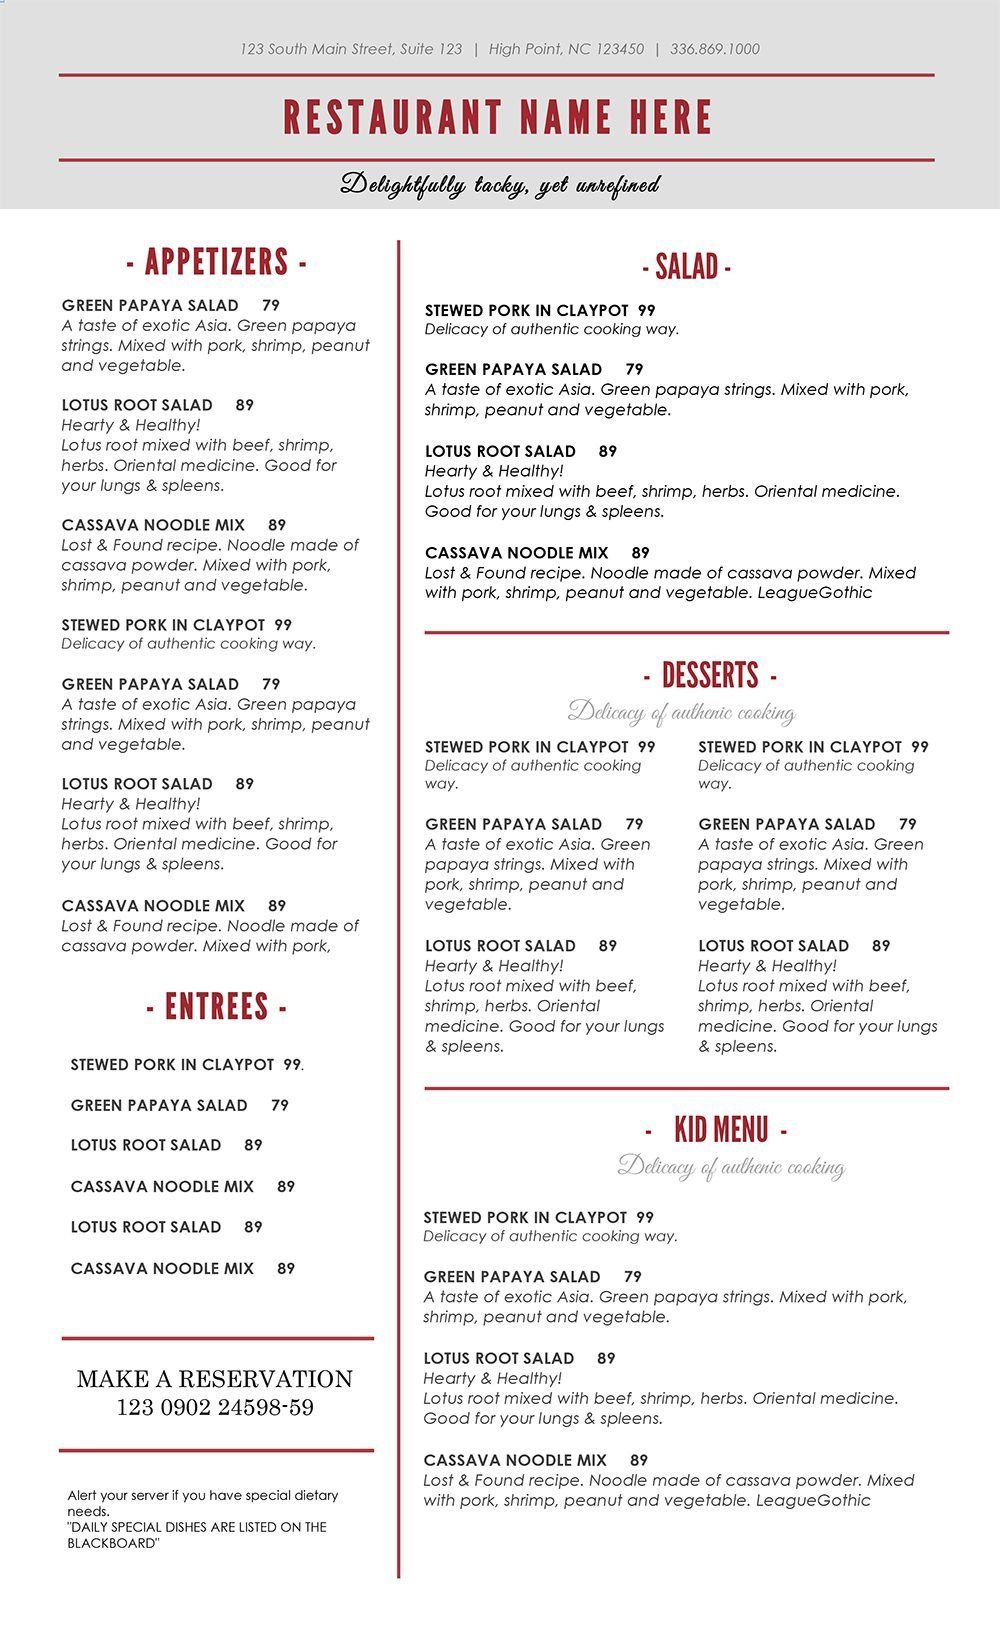 123 South Main Street, Suite 123 | High Point, NC 123450 | 336.869.1000
RESTAURANT NAME HERE
Delightfully tacky, yet unrefined
- APPETIZERS -
GREEN PAPAYA SALAD 79
A taste of exotic Asia. Green papaya
strings. Mixed with pork, shrimp, peanut
and vegetable.
LOTUS ROOT SALAD 89
Hearty & Healthy!
Lotus root mixed with beef, shrimp,
herbs. Oriental medicine. Good for
your lungs & spleens.
CASSAVA NOODLE MIX 89
Lost & Found recipe. Noodle made of
cassava powder. Mixed with pork,
shrimp, peanut and vegetable.
STEWED PORK IN CLAYPOT 99
Delicacy of authentic cooking way.
GREEN PAPAYA SALAD 79
A taste of exotic Asia. Green papaya
strings. Mixed with pork, shrimp, peanut
and vegetable.
LOTUS ROOT SALAD 89
Hearty & Healthy!
Lotus root mixed with beef, shrimp,
herbs. Oriental medicine. Good for
your lungs & spleens.
CASSAVA NOODLE MIX 89
Lost & Found recipe. Noodle made of
cassava powder. Mixed with pork,
- ENTREES -
STEWED PORK IN CLAYPOT 99.
GREEN PAPAYA SALAD 79
LOTUS ROOT SALAD 89
CASSAVA NOODLE MIX 89
LOTUS ROOT SALAD 89
CASSAVA NOODLE MIX 89
MAKE A RESERVATION
123 0902 24598-59
Alert your server if you have special dietary
needs.
"DAILY SPECIAL DISHES ARE LISTED ON THE
BLACKBOARD"
- SALAD -
STEWED PORK IN CLAYPOT 99
Delicacy of authentic cooking way.
GREEN PAPAYA SALAD 79
A taste of exotic Asia. Green papaya strings. Mixed with pork,
shrimp, peanut and vegetable.
LOTUS ROOT SALAD 89
Hearty & Healthy!
Lotus root mixed with beef, shrimp, herbs. Oriental medicine.
Good for your lungs & spleens.
CASSAVA NOODLE MIX 89
Lost & Found recipe. Noodle made of cassava powder. Mixed
with pork, shrimp, peanut and vegetable. LeagueGothic
- DESSERTS -
Delicacy of authenic cooking
STEWED PORK IN CLAYPOT 99
Delicacy of authentic cooking
way.
GREEN PAPAYA SALAD 79
A taste of exotic Asia. Green
papaya strings. Mixed with
pork, shrimp, peanut and
vegetable.
LOTUS ROOT SALAD 89
Hearty & Healthy!
Lotus root mixed with beef,
shrimp, herbs. Oriental
medicine. Good for your lungs
& spleens.
STEWED PORK IN CLAYPOT 99
Delicacy of authentic cooking
way.
GREEN PAPAYA SALAD 79
A taste of exotic Asia. Green
papaya strings. Mixed with
pork, shrimp, peanut and
vegetable.
LOTUS ROOT SALAD 89
Hearty & Healthy!
Lotus root mixed with beef,
shrimp, herbs. Oriental
medicine. Good for your lungs
& spleens.
- KID MENU -
Delicacy of authenic cooking
STEWED PORK IN CLAYPOT 99
Delicacy of authentic cooking way.
GREEN PAPAYA SALAD 79
A taste of exotic Asia. Green papaya strings. Mixed with pork,
shrimp, peanut and vegetable.
LOTUS ROOT SALAD 89
Hearty & Healthy!
Lotus root mixed with beef, shrimp, herbs. Oriental medicine.
Good for your lungs & spleens.
CASSAVA NOODLE MIX 89
Lost & Found recipe. Noodle made of cassava powder. Mixed
with pork, shrimp, peanut and vegetable. LeagueGothic